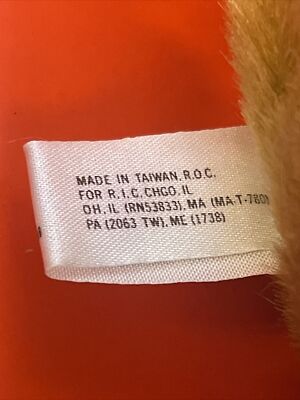 MADE IN TAIWAN, R.O.C.
FOR R.I.C. CHGO. IL
OH, IL (RN53833), MA (MA-T-780)
PA (2063 TW), ME (1738)